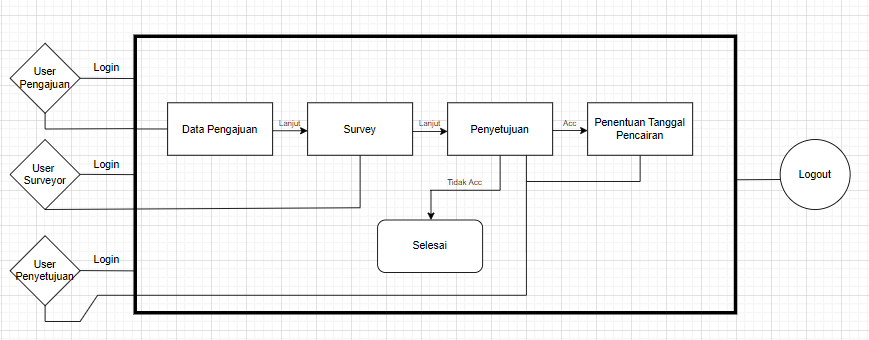 User
Pengajuan
Login
Data Pengajuan
Lanjut
Survey
Lanjut
Penyetujuan
Acc
Penentuan Tanggal
Pencairan
User
Surveyor
Login
Tidak Acc
Selesai
Logout
User
Penyetujuan
Login